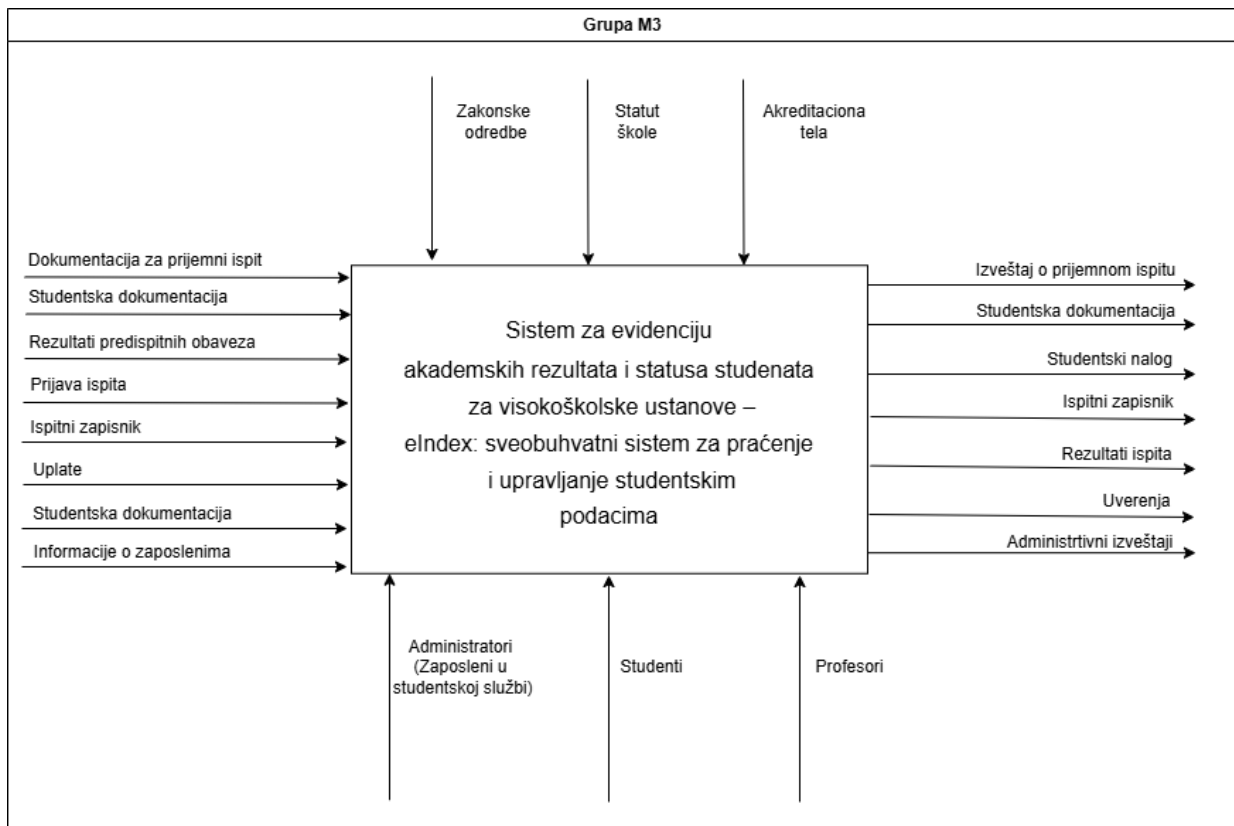 Grupa M3
Zakonske
odredbe
Statut
škole
Akreditaciona
tela
Dokumentacija za prijemni ispit
Studentska dokumentacija
Rezultati predispitnih obaveza
Prijava ispita
Ispitni zapisnik
Uplate
Studentska dokumentacija
Informacije o zaposlenima
Sistem za evidenciju
akademskih rezultata i statusa studenata
za visokoškolske ustanove –
eIndex: sveobuhvatni sistem za praćenje
i upravljanje studentskim
podacima
Izveštaj o prijemnom ispitu
Studentska dokumentacija
Studentski nalog
Ispitni zapisnik
Rezultati ispita
Uverenja
Administrtivni izveštaji
Administratori
(Zaposleni u
studentskoj službi)
Studenti
Profesori